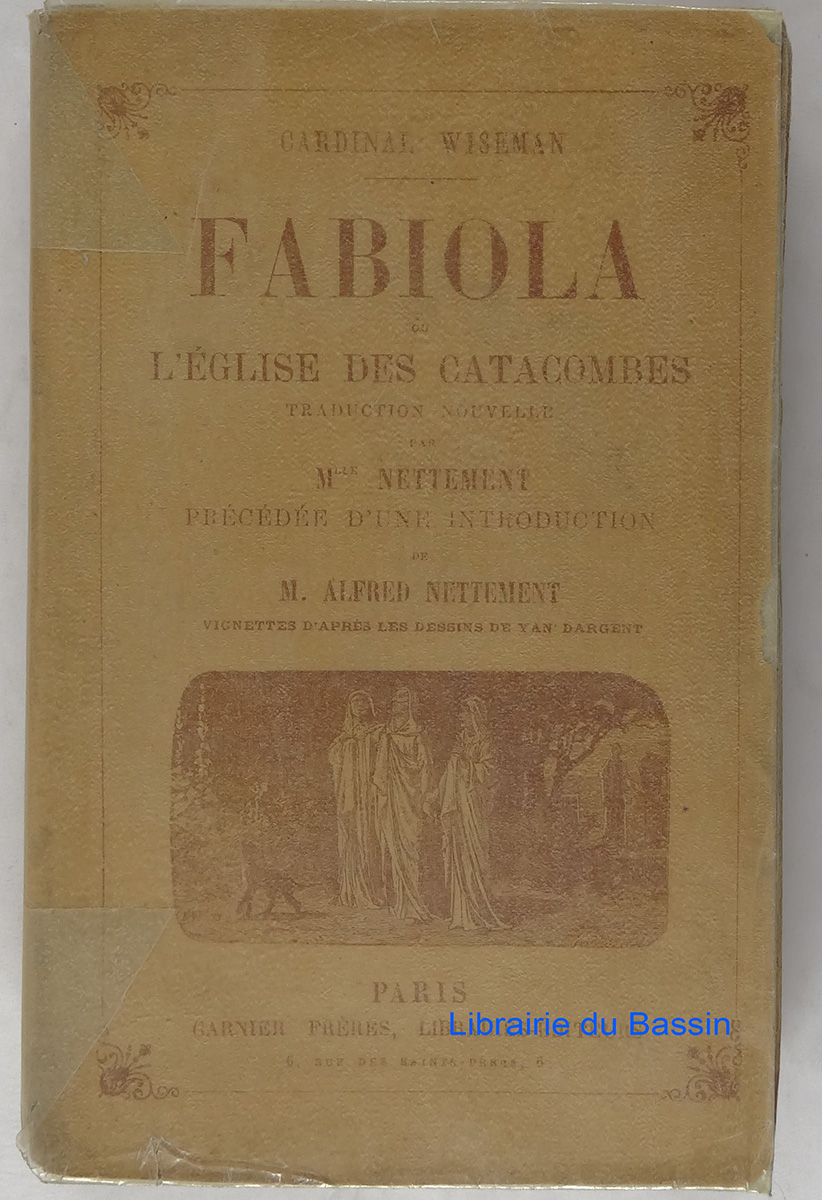 CARDINAL WISEMAN
FABIOLA
OU
L'ÉGLISE DES CATACOMBES
TRADUCTION NOUVELLE
PAR
MLLE NETTEMENT
PRÉCÉDÉE D'UNE INTRODUCTION
DE
M. ALFRED NETTEMENT
VIGNETTES D'APRÈS LES DESSINS DE YAN' DARGENT
PARIS
GARNIER FRÈRES,
Librairie du Bassin
6, RUE DES SAINTS-PÈRES, 6